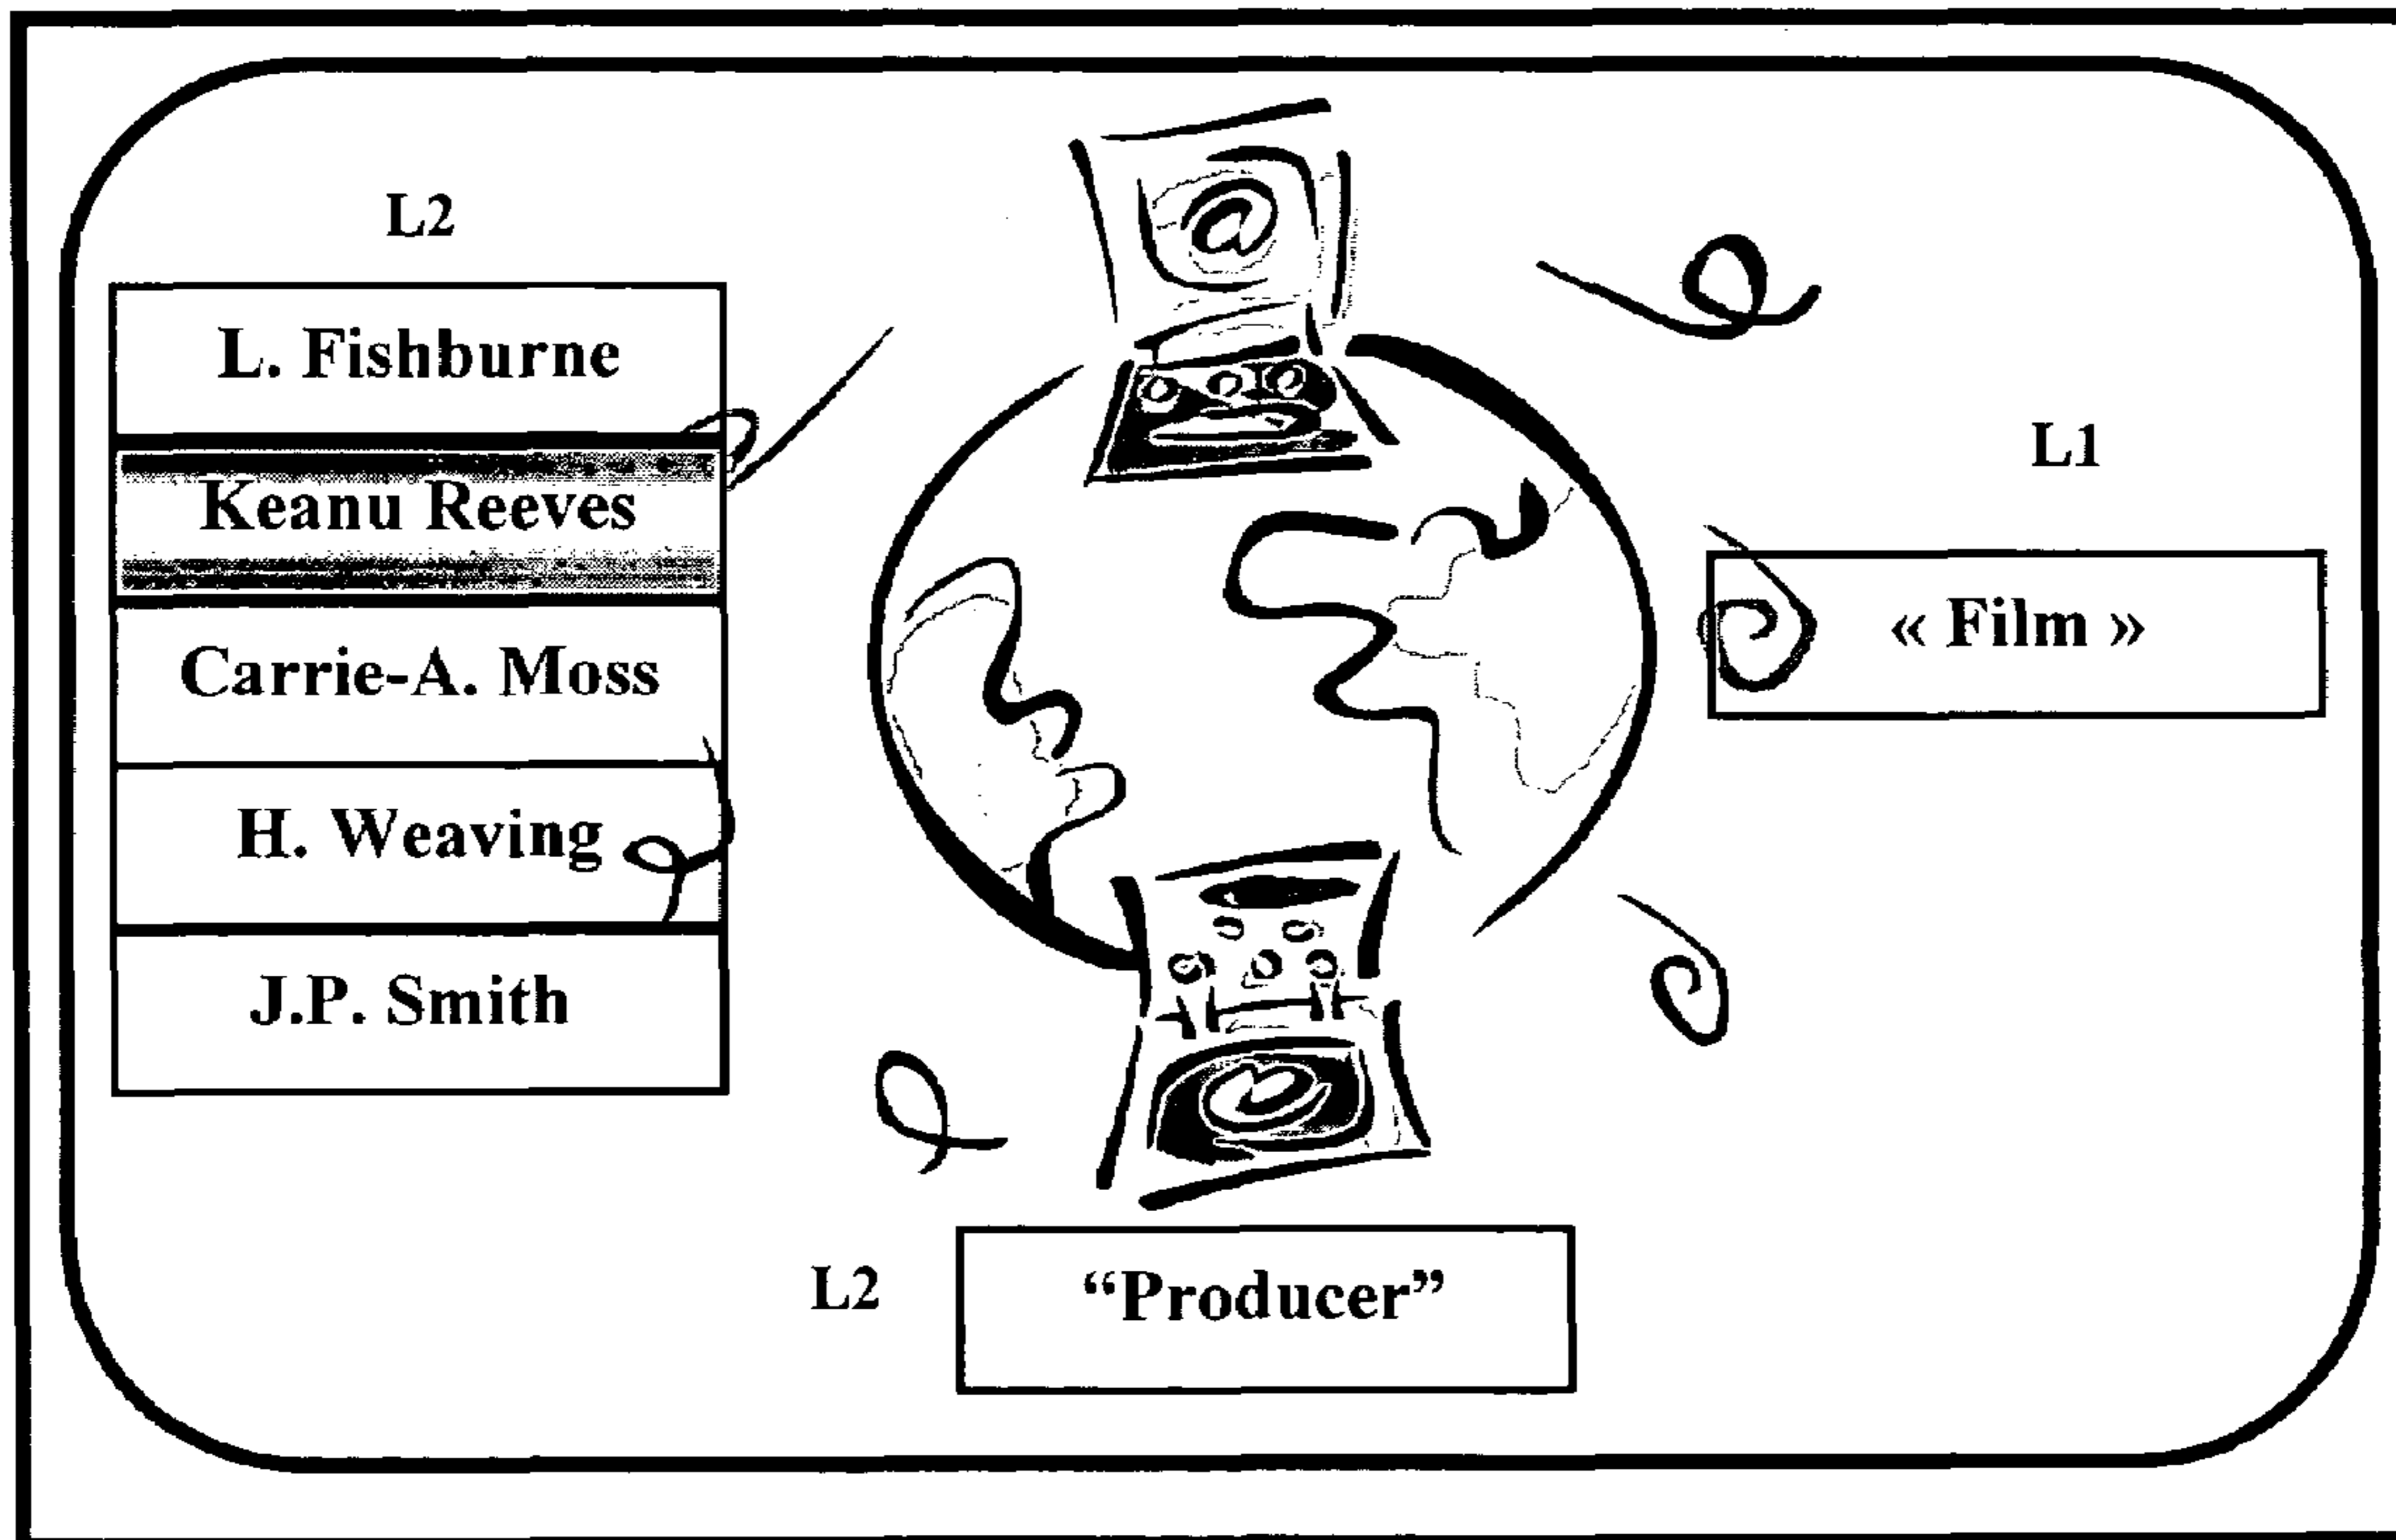 L2
L. Fishburne
Keanu Reeves
Carrie-A. Moss
H. Weaving
J.P. Smith
@
L1
« Film »
L2
“Producer”